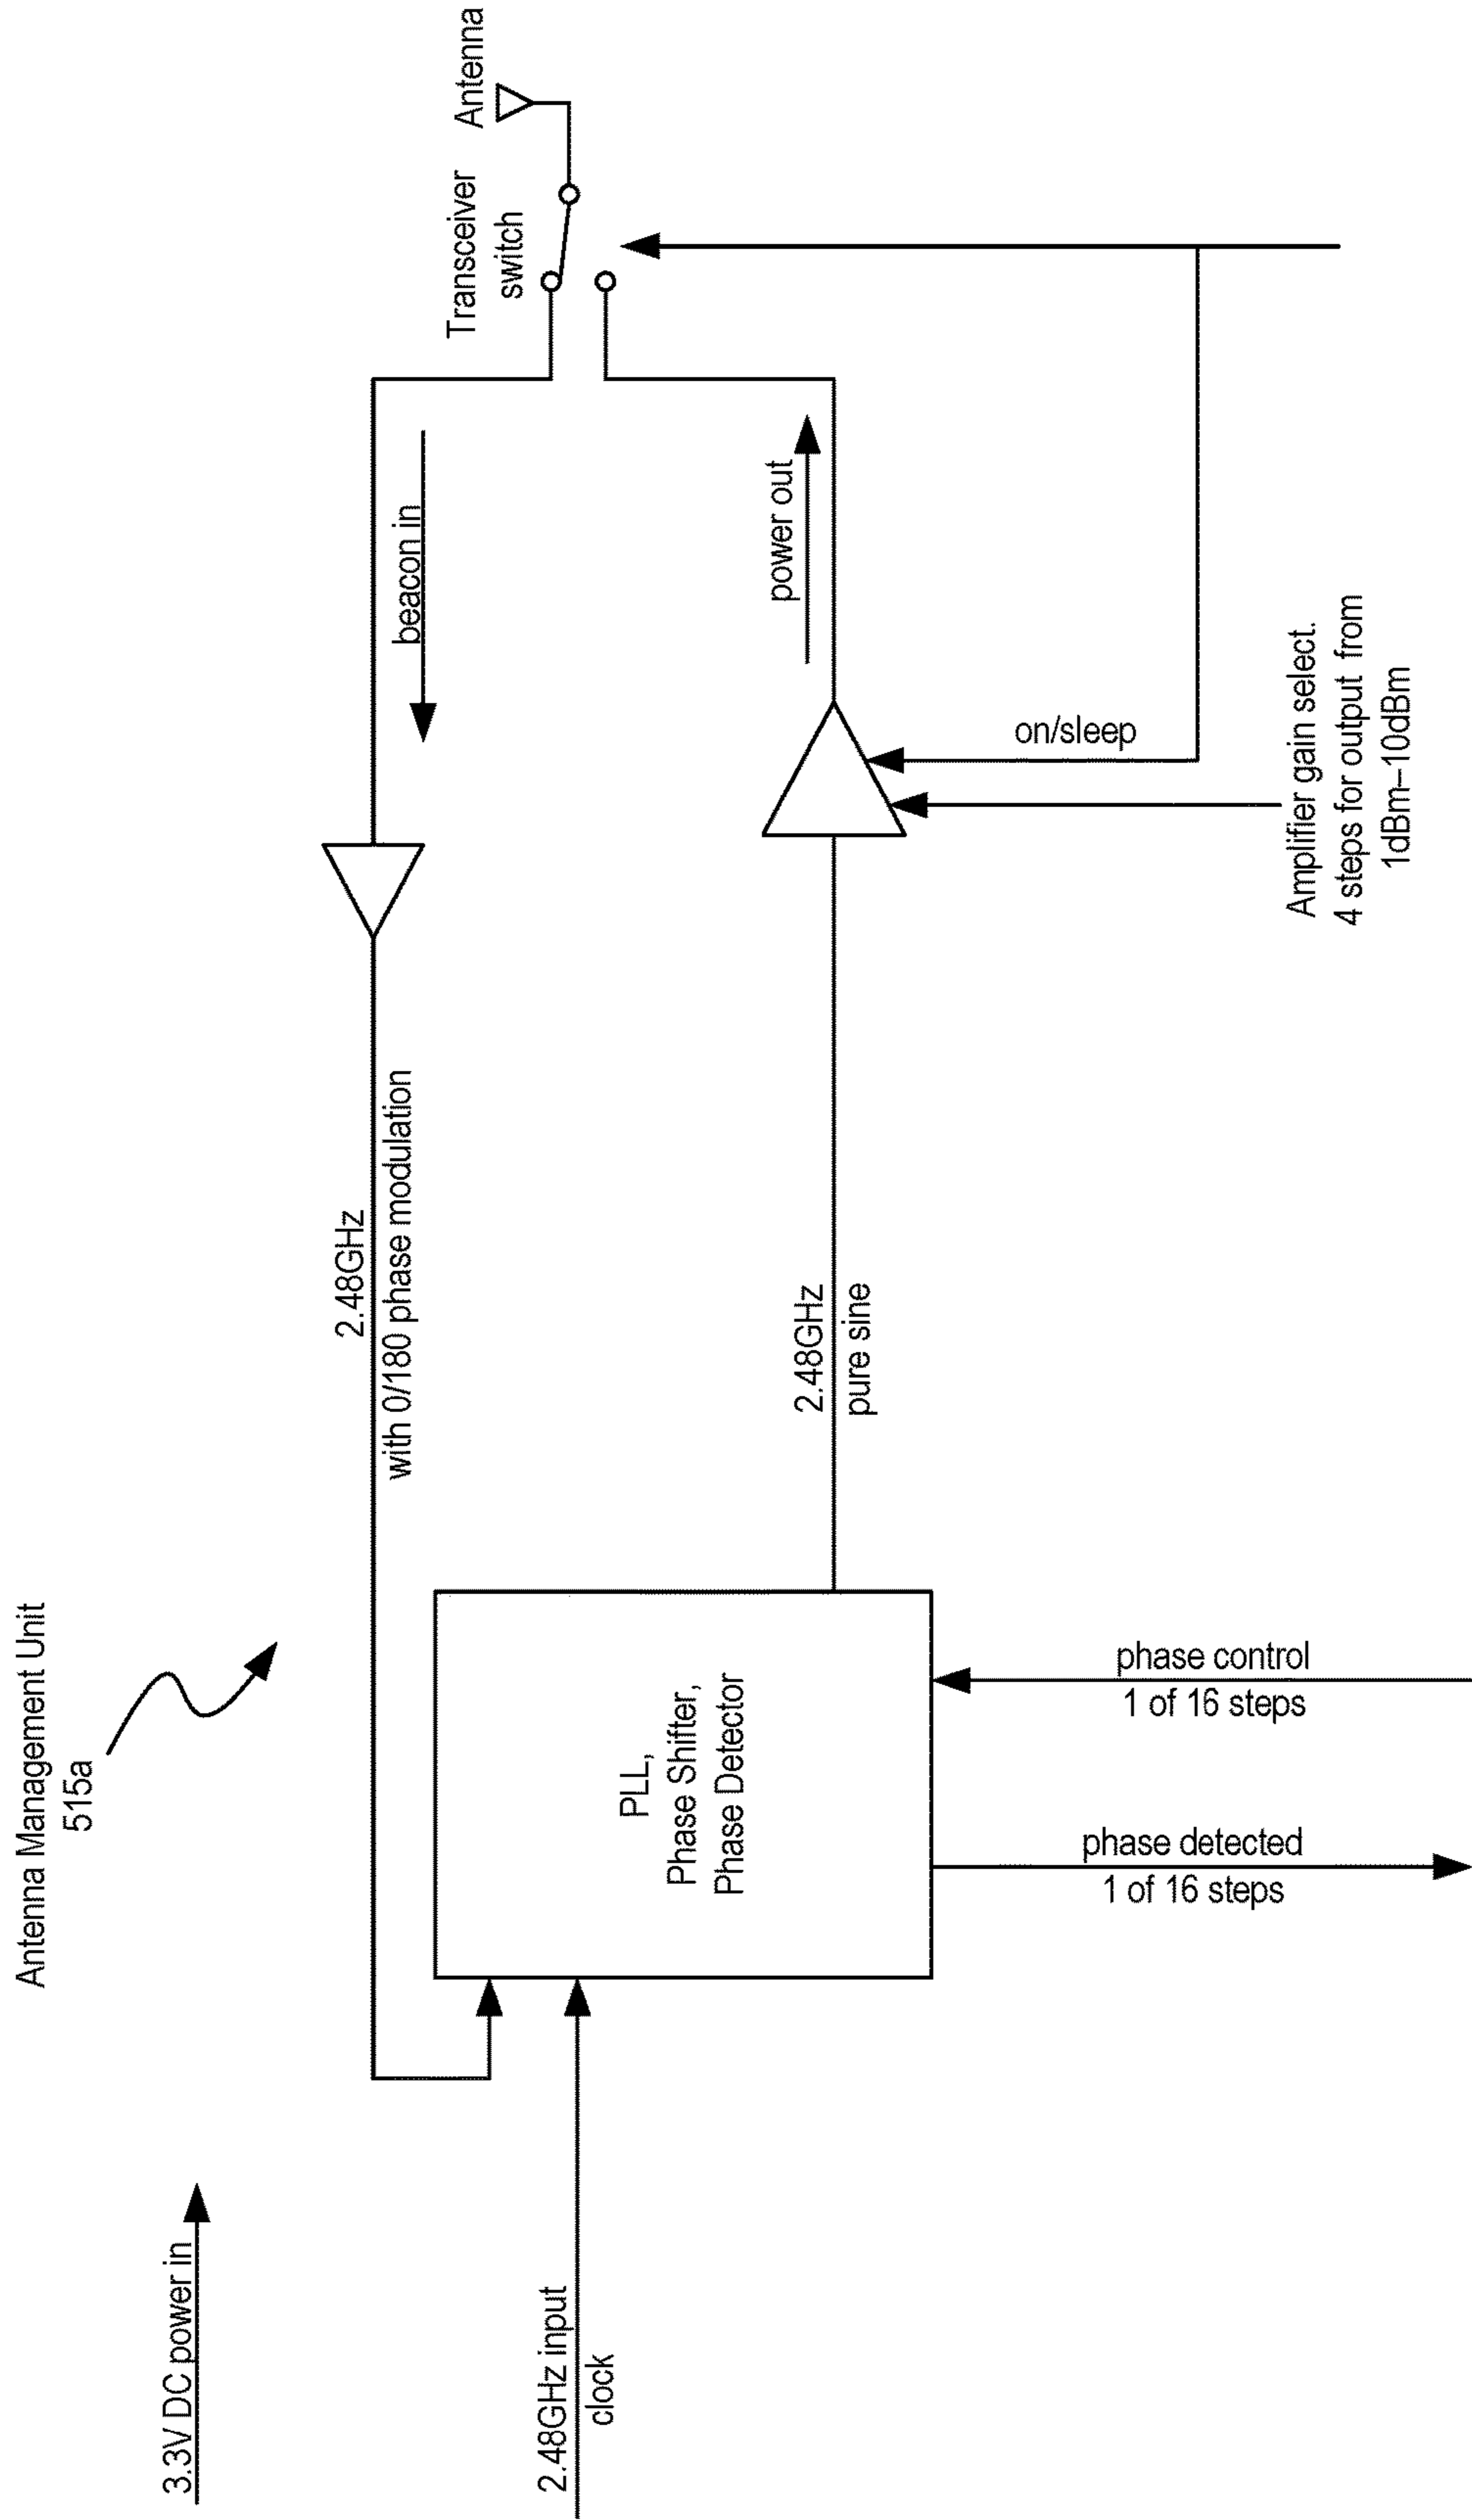 Antenna Management Unit
515a
3.3V DC power in
2.48GHz
with 0/180 phase modulation
beacon in
Transceiver
switch
Antenna
2.48GHz input
clock
PLL,
Phase Shifter,
Phase Detector
2.48GHz
pure sine
power out
on/sleep
phase detected
1 of 16 steps
phase control
1 of 16 steps
Amplifier gain select.
4 steps for output from
1dBm–10dBm